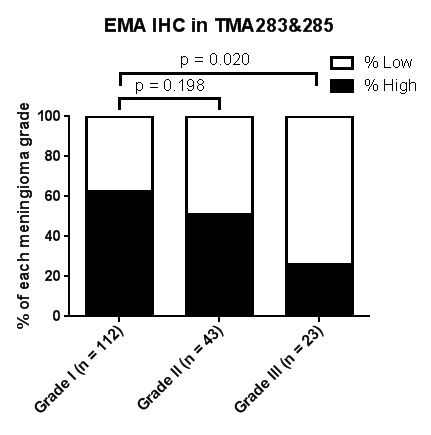 EMA IHC in TMA283&285
p = 0.020
% Low
p = 0.198
% High
% of each meningioma grade
100
80
60
40
20
0
Grade I (n = 112)
Grade II (n = 43)
Grade III (n = 23)